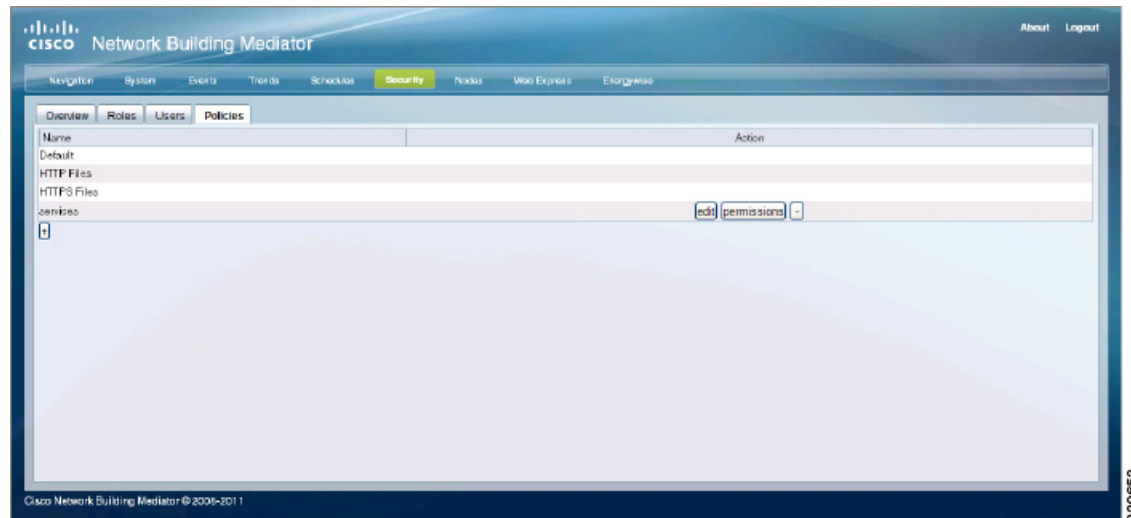 About Logout
CISCO Network Building Mediator
Navigation System Events Trends Schedules Security Nodes Web Express Energywise
Overview Roles Users Policies
Name Action
Default
HTTP Files
HTTPS Files
services edit permissions -
+
Cisco Network Building Mediator © 2005-2011